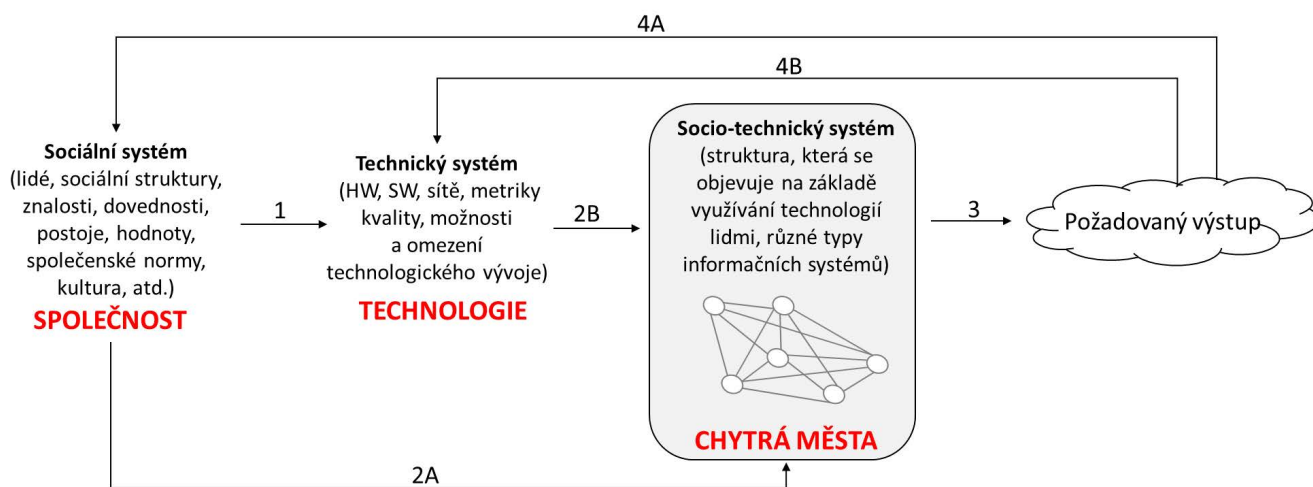 4A
4B
Sociální systém
(lidé, sociální struktury,
znalosti, dovednosti,
postoje, hodnoty,
společenské normy,
kultura, atd.)
SPOLEČNOST
1
Technický systém
(HW, SW, sítě, metriky
kvality, možnosti
a omezení
technologického vývoje)
TECHNOLOGIE
2B
Socio-technický systém
(struktura, která se
objevuje na základě
využívání technologií
lidmi, různé typy
informačních systémů)
CHYTRÁ MĚSTA
3
Požadovaný výstup
2A